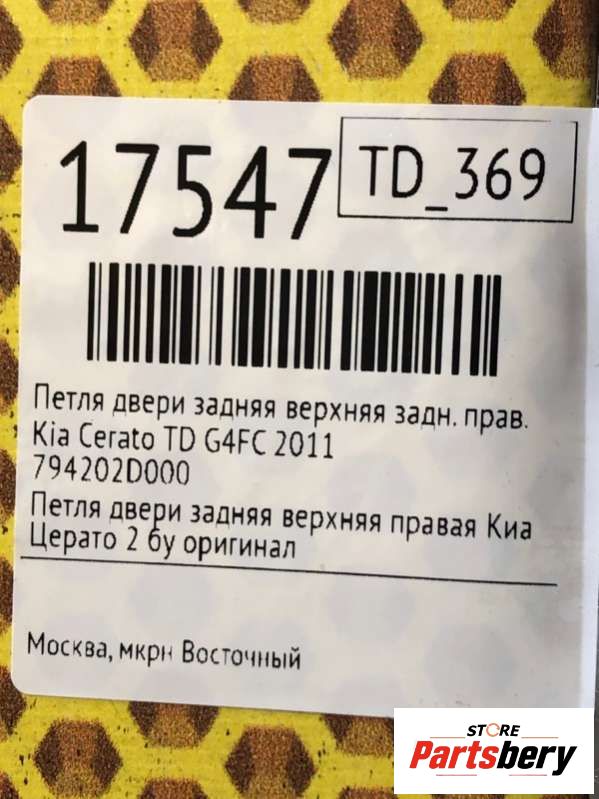 17547
TD_369
Петля двери задняя верхняя задн. прав.
Kia Cerato TD G4FC 2011
794202D000
Петля двери задняя верхняя правая Киа
Церато 2 бу оригинал
Москва, мкрн Восточный
STORE
Partsbery